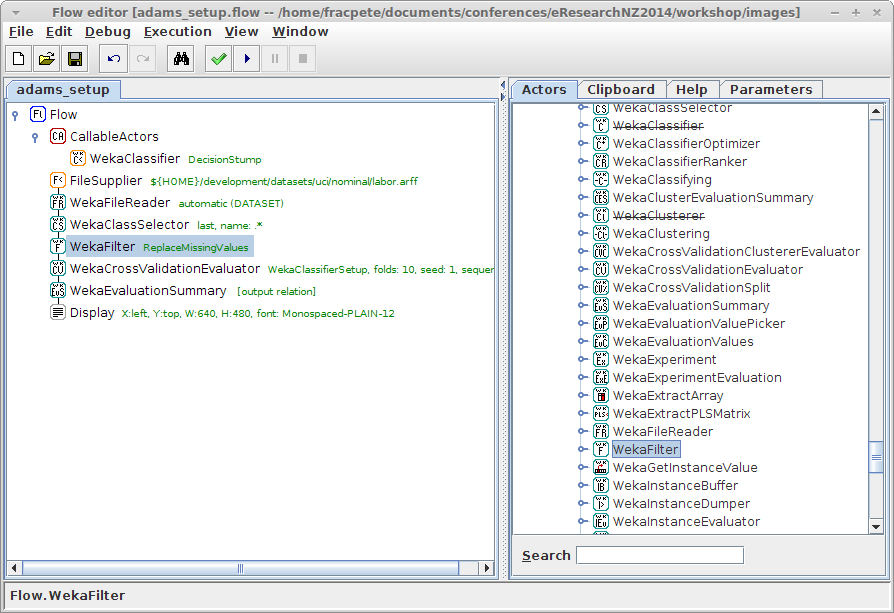 Flow editor [adams_setup.flow -- /home/fracpete/documents/conferences/eResearchNZ2014/workshop/images]
File Edit Debug Execution View Window
adams_setup
Flow
CallableActors
WekaClassifier DecisionStump
FileSupplier ${HOME}/development/datasets/uci/nominal/labor.arff
WekaFileReader automatic (DATASET)
WekaClassSelector last, name: .*
WekaFilter ReplaceMissingValues
WekaCrossValidationEvaluator WekaClassifierSetup, folds: 10, seed: 1, sequer
WekaEvaluationSummary [output relation]
Display X:left, Y:top, W:640, H:480, font: Monospaced-PLAIN-12
Actors Clipboard Help Parameters
WekaClassSelector
WekaClassifier
WekaClassifierOptimizer
WekaClassifierRanker
WekaClassifying
WekaClusterEvaluationSummary
WekaClusterer
WekaClustering
WekaCrossValidationClustererEvaluator
WekaCrossValidationEvaluator
WekaCrossValidationSplit
WekaEvaluationSummary
WekaEvaluationValuePicker
WekaEvaluationValues
WekaExperiment
WekaExperimentEvaluation
WekaExtractArray
WekaExtractPLSMatrix
WekaFileReader
WekaFilter
WekaGetInstanceValue
WekaInstanceBuffer
WekaInstanceDumper
WekaInstanceEvaluator
Search
Flow.WekaFilter